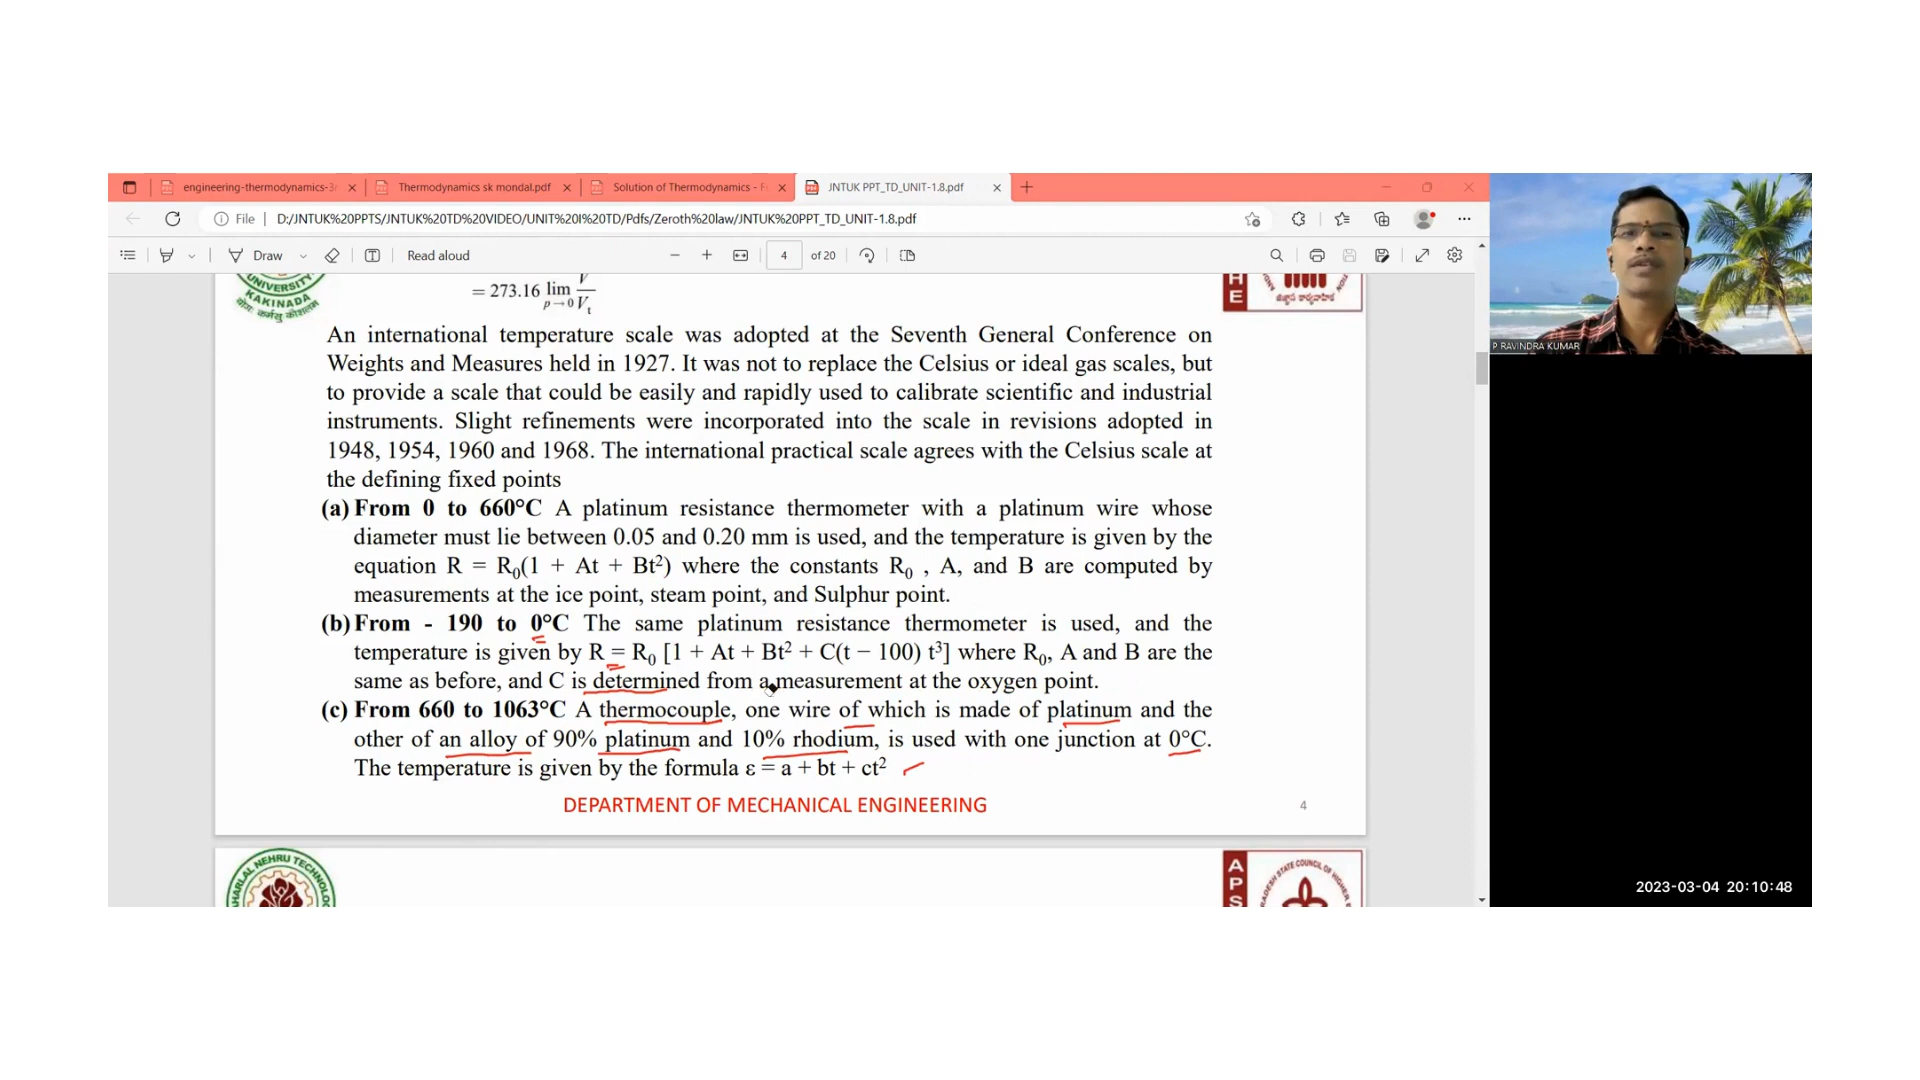 engineering-thermodynamics-3r
Thermodynamics sk mondal.pdf
Solution of Thermodynamics - F
JNTUK PPT_TD_UNIT-1.8.pdf
File | D:/JNTUK%20PPTS/JNTUK%20TD%20VIDEO/UNIT%20I%20TD/Pdfs/Zeroth%20law/JNTUK%20PPT_TD_UNIT-1.8.pdf
Draw
Read aloud
4 of 20
UNIVERSITY
KAKINADA
= 273.16 lim p→0 V/Vt
H
E
An international temperature scale was adopted at the Seventh General Conference on
Weights and Measures held in 1927. It was not to replace the Celsius or ideal gas scales, but
to provide a scale that could be easily and rapidly used to calibrate scientific and industrial
instruments. Slight refinements were incorporated into the scale in revisions adopted in
1948, 1954, 1960 and 1968. The international practical scale agrees with the Celsius scale at
the defining fixed points
(a) From 0 to 660°C A platinum resistance thermometer with a platinum wire whose
diameter must lie between 0.05 and 0.20 mm is used, and the temperature is given by the
equation R = R₀(1 + At + Bt²) where the constants R₀ , A, and B are computed by
measurements at the ice point, steam point, and Sulphur point.
(b) From - 190 to 0°C The same platinum resistance thermometer is used, and the
temperature is given by R = R₀ [1 + At + Bt² + C(t − 100) t³] where R₀, A and B are the
same as before, and C is determined from a measurement at the oxygen point.
(c) From 660 to 1063°C A thermocouple, one wire of which is made of platinum and the
other of an alloy of 90% platinum and 10% rhodium, is used with one junction at 0°C.
The temperature is given by the formula ε = a + bt + ct²
DEPARTMENT OF MECHANICAL ENGINEERING
4
P RAVINDRA KUMAR
NEHRU TECHNOLO
A
P
S
STATE COUNCIL OF
2023-03-04 20:10:48